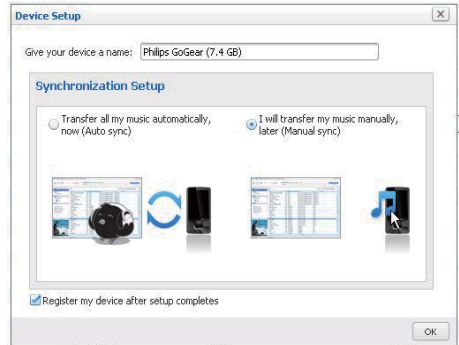 Device Setup
Give your device a name: Philips GoGear (7.4 GB)
Synchronization Setup
Transfer all my music automatically,
now (Auto sync)
I will transfer my music manually,
later (Manual sync)
Register my device after setup completes
OK